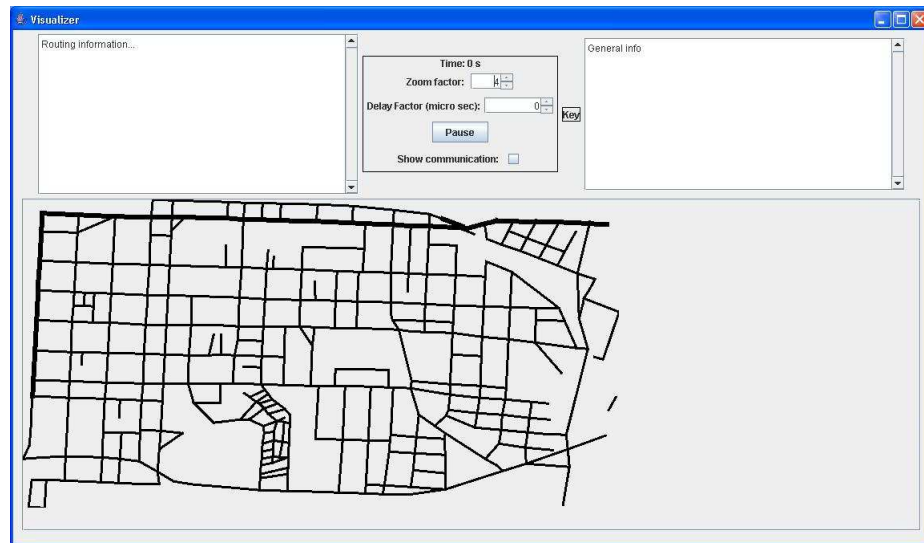 Visualizer
Routing information...
Time: 0 s
Zoom factor: 4
Delay Factor (micro sec): 0
Pause
Show communication:
Key
General info